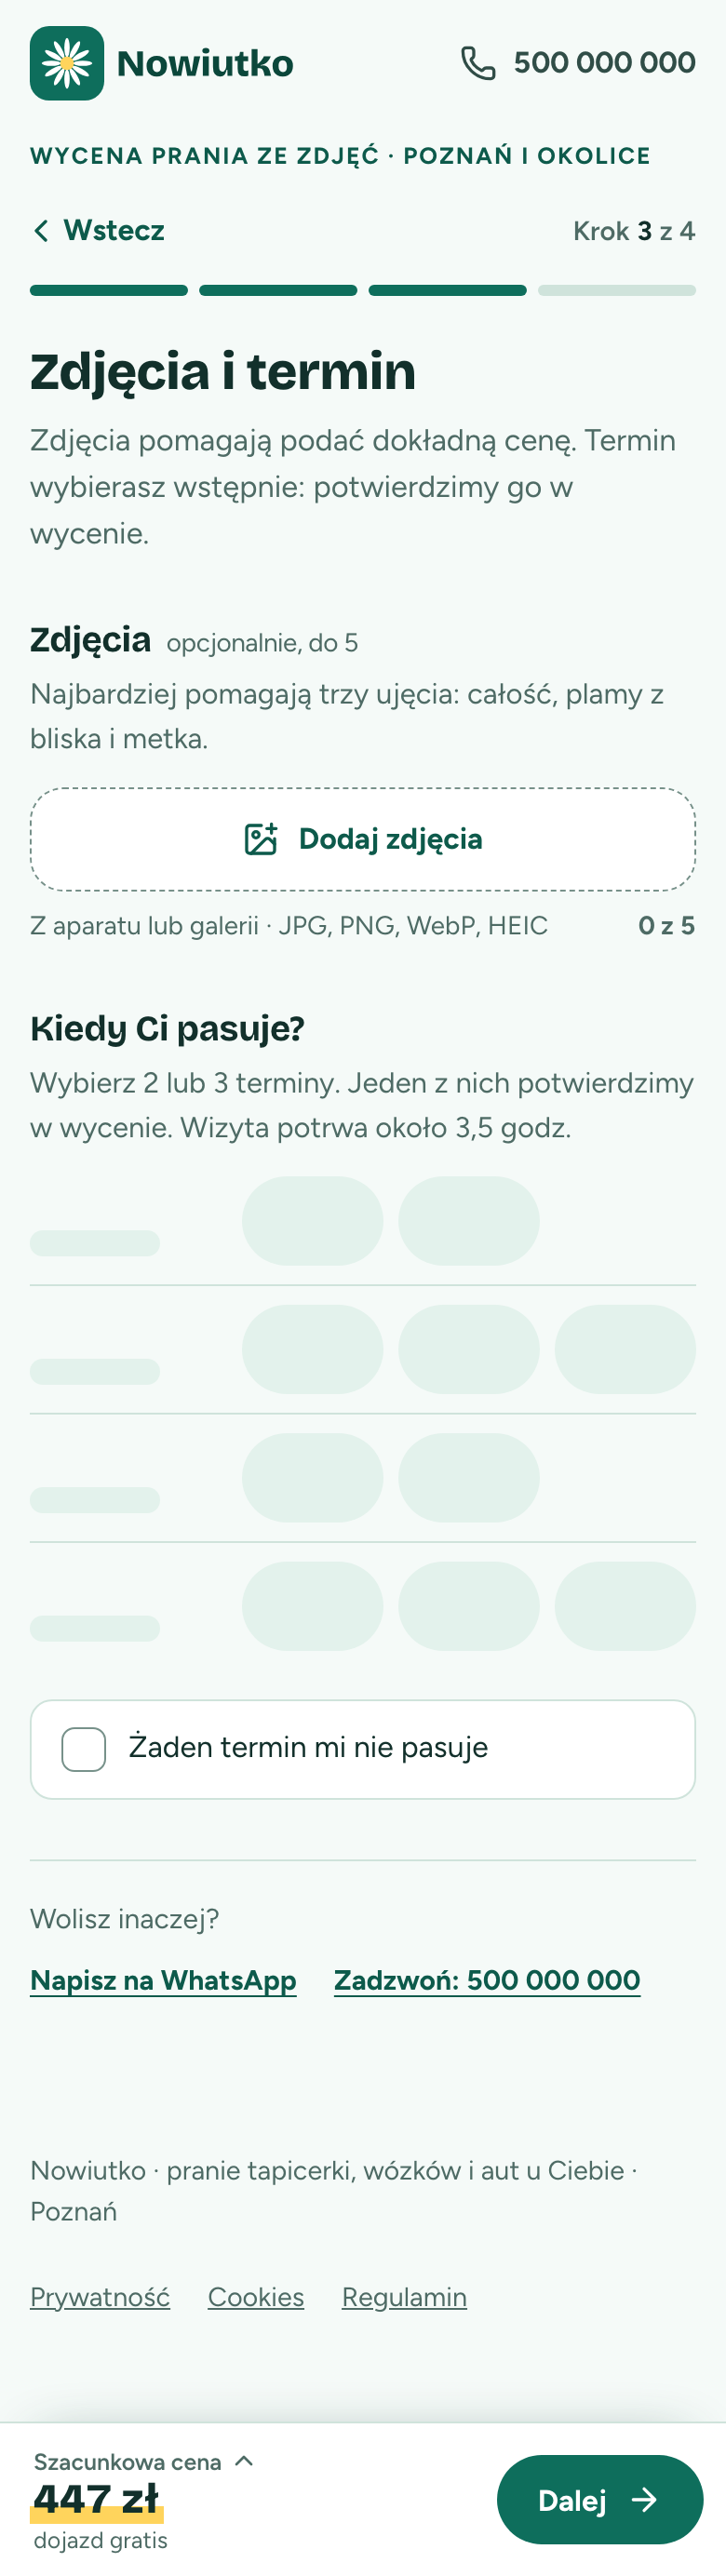 Nowiutko
500 000 000
WYCENA PRANIA ZE ZDJĘĆ · POZNAŃ I OKOLICE
Wstecz
Krok 3 z 4
Zdjęcia i termin
Zdjęcia pomagają podać dokładną cenę. Termin
wybierasz wstępnie: potwierdzimy go w
wycenie.
Zdjęcia opcjonalnie, do 5
Najbardziej pomagają trzy ujęcia: całość, plamy z
bliska i metka.
Dodaj zdjęcia
Z aparatu lub galerii · JPG, PNG, WebP, HEIC
0 z 5
Kiedy Ci pasuje?
Wybierz 2 lub 3 terminy. Jeden z nich potwierdzimy
w wycenie. Wizyta potrwa około 3,5 godz.
Żaden termin mi nie pasuje
Wolisz inaczej?
Napisz na WhatsApp
Zadzwoń: 500 000 000
Nowiutko · pranie tapicerki, wózków i aut u Ciebie ·
Poznań
Prywatność
Cookies
Regulamin
Szacunkowa cena
447 zł
dojazd gratis
Dalej